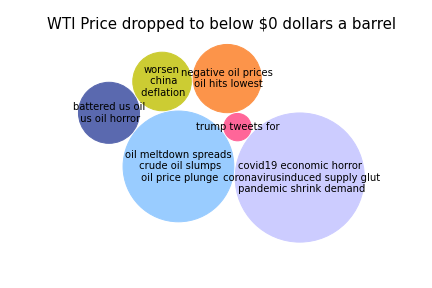 WTI Price dropped to below $0 dollars a barrel
worsen
china
deflation
negative oil prices
oil hits lowest
battered us oil
us oil horror
trump tweets for
oil meltdown spreads
crude oil slumps
oil price plunge
covid19 economic horror
coronavirusinduced supply glut
pandemic shrink demand